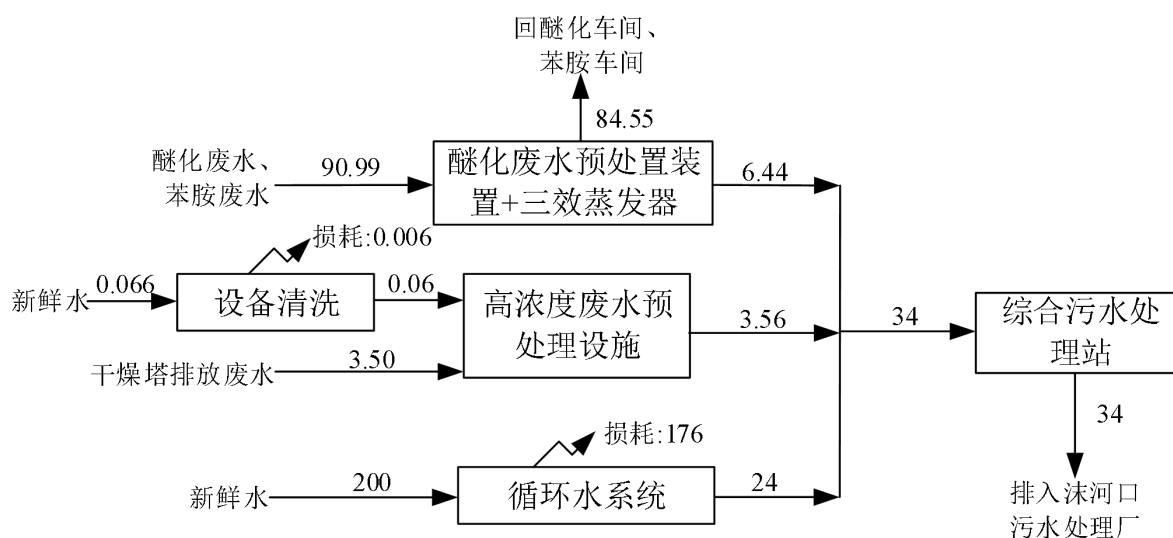 回醚化车间、
苯胺车间
84.55
醚化废水、
苯胺废水
90.99
醚化废水预处置装
置+三效蒸发器
6.44
损耗:0.006
新鲜水
0.066
设备清洗
0.06
高浓度废水预
处理设施
3.56
34
综合污水处
理站
干燥塔排放废水
3.50
34
损耗:176
新鲜水
200
循环水系统
24
排入沫河口
污水处理厂